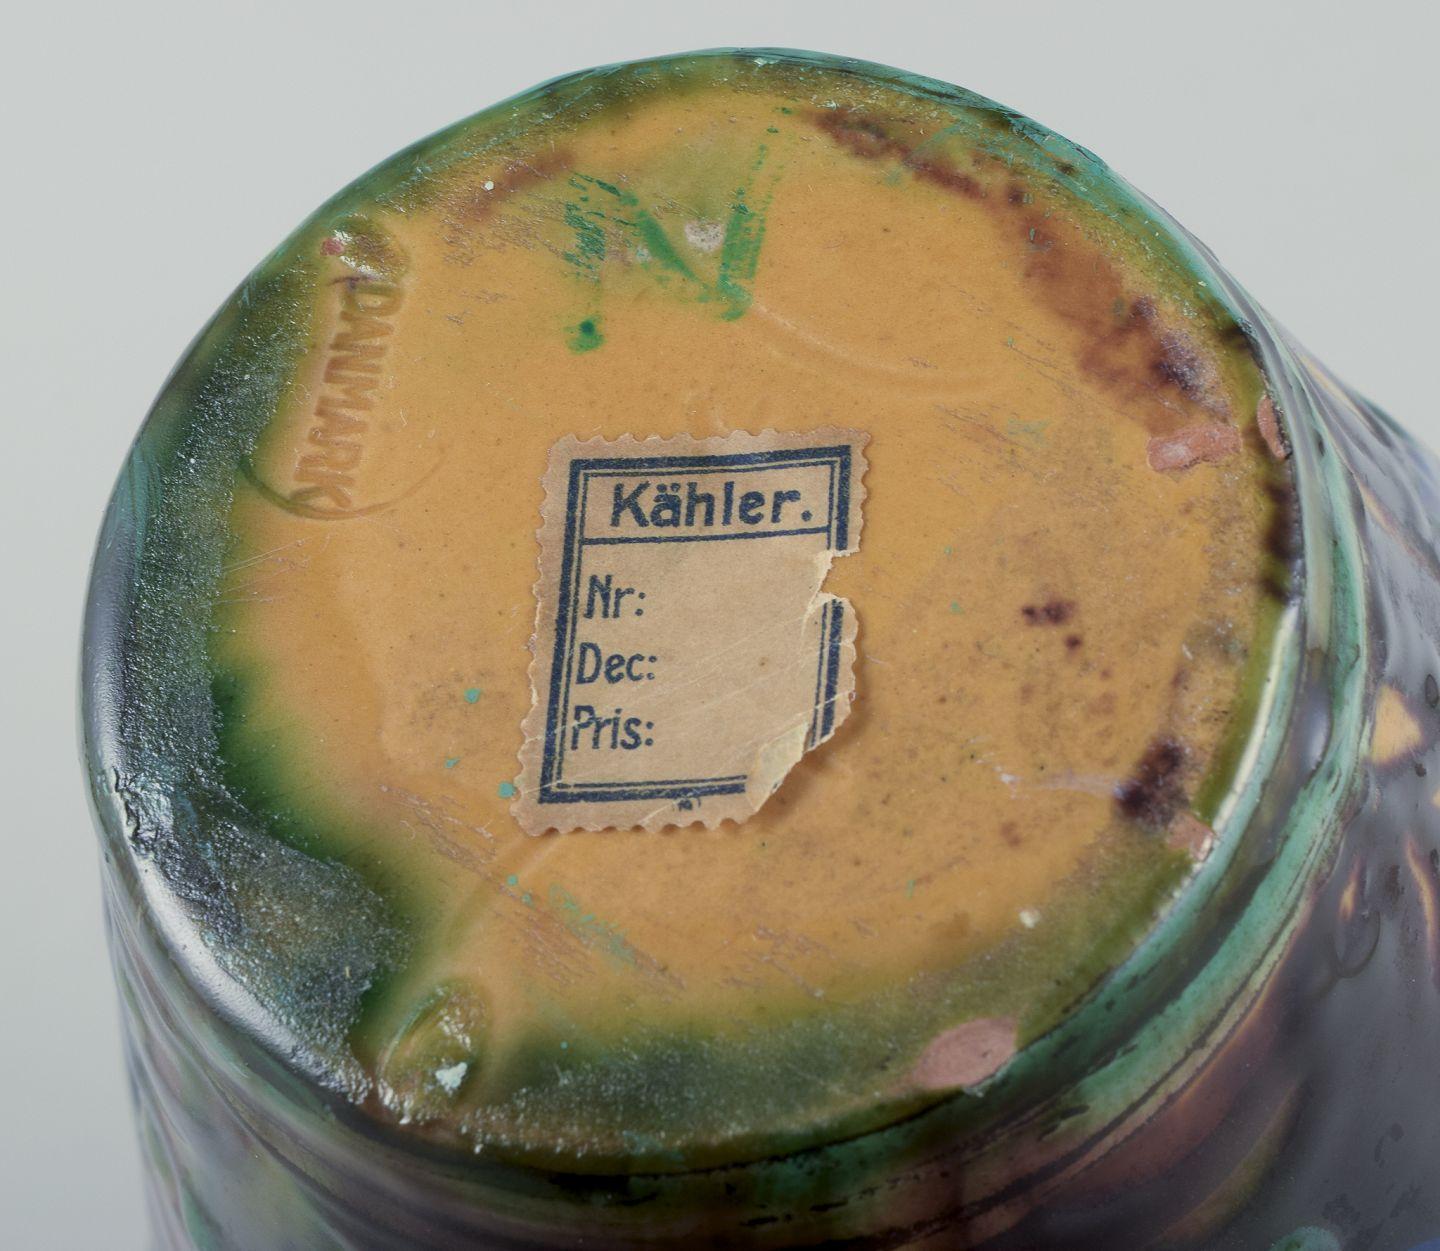 DANMARK
Kähler.
Nr:
Dec:
Pris: